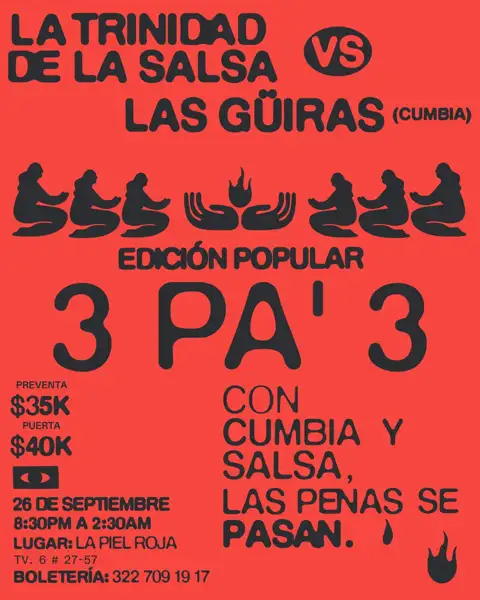 LA TRINIDAD
DE LA SALSA
VS
LAS GÜIRAS (CUMBIA)
EDICIÓN POPULAR
3 PA' 3
PREVENTA
$35K
PUERTA
$40K
26 DE SEPTIEMBRE
8:30PM A 2:30AM
LUGAR: LA PIEL ROJA
TV. 6 # 27-57
BOLETERÍA: 322 709 19 17
CON
CUMBIA Y
SALSA,
LAS PENAS SE
PASAN.